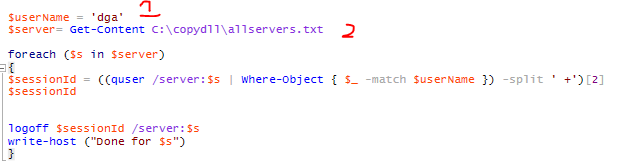 $userName = 'dga' 1
$server= Get-Content C:\copydll\allservers.txt 2
foreach ($s in $server)
{
$sessionId = ((quser /server:$s | Where-Object { $_ -match $userName }) -split ' +')[2]
$sessionId
logoff $sessionId /server:$s
write-host ("Done for $s")
}